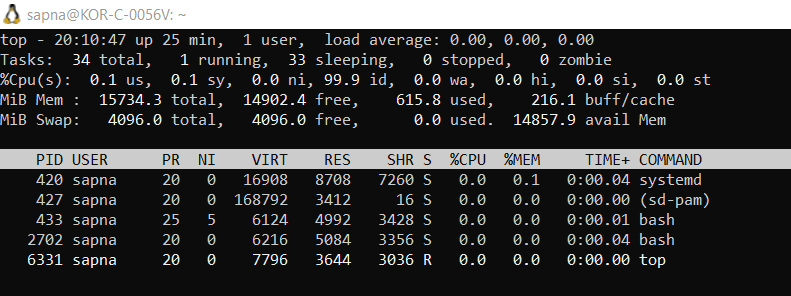 sapna@KOR-C-0056V: ~
top - 20:10:47 up 25 min,  1 user,  load average: 0.00, 0.00, 0.00
Tasks:  34 total,   1 running,  33 sleeping,   0 stopped,   0 zombie
%Cpu(s):  0.1 us,  0.1 sy,  0.0 ni, 99.9 id,  0.0 wa,  0.0 hi,  0.0 si,  0.0 st
MiB Mem :  15734.3 total,  14902.4 free,    615.8 used,    216.1 buff/cache
MiB Swap:   4096.0 total,   4096.0 free,      0.0 used.  14857.9 avail Mem
PID USER      PR  NI    VIRT    RES    SHR S  %CPU  %MEM     TIME+ COMMAND
420 sapna     20   0   16908   8708   7260 S   0.0   0.1   0:00.04 systemd
427 sapna     20   0  168792   3412     16 S   0.0   0.0   0:00.00 (sd-pam)
433 sapna     25   5    6124   4992   3428 S   0.0   0.0   0:00.01 bash
2702 sapna     20   0    6216   5084   3356 S   0.0   0.0   0:00.04 bash
6331 sapna     20   0    7796   3644   3036 R   0.0   0.0   0:00.00 top